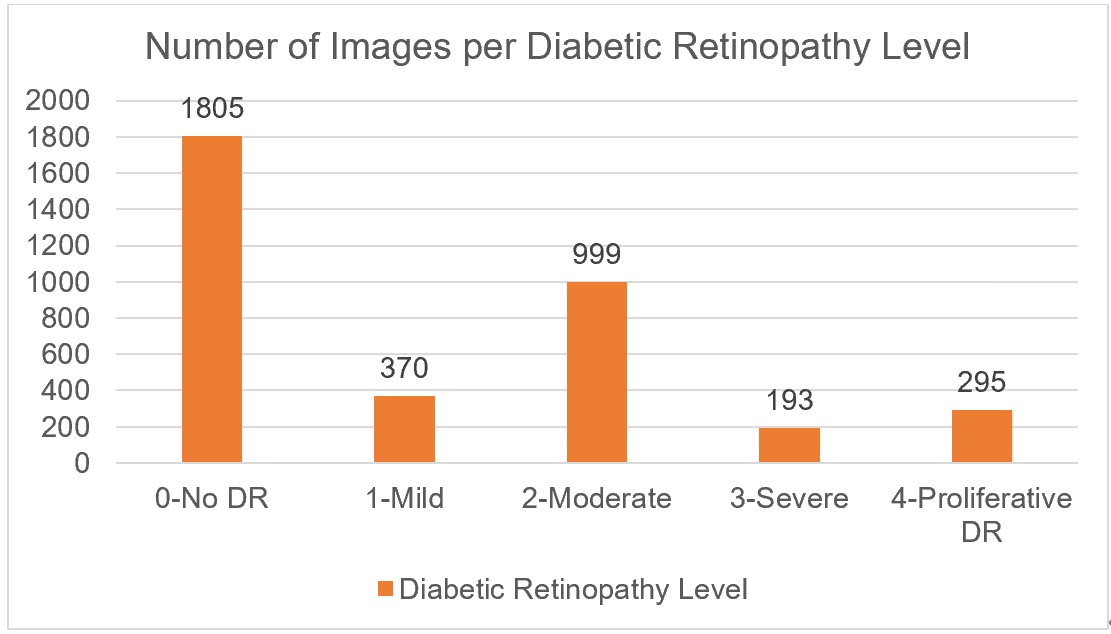 Number of Images per Diabetic Retinopathy Level
2000
1800
1600
1400
1200
1000
800
600
400
200
0
1805
370
999
193
295
0-No DR
1-Mild
2-Moderate
3-Severe
4-Proliferative
DR
Diabetic Retinopathy Level